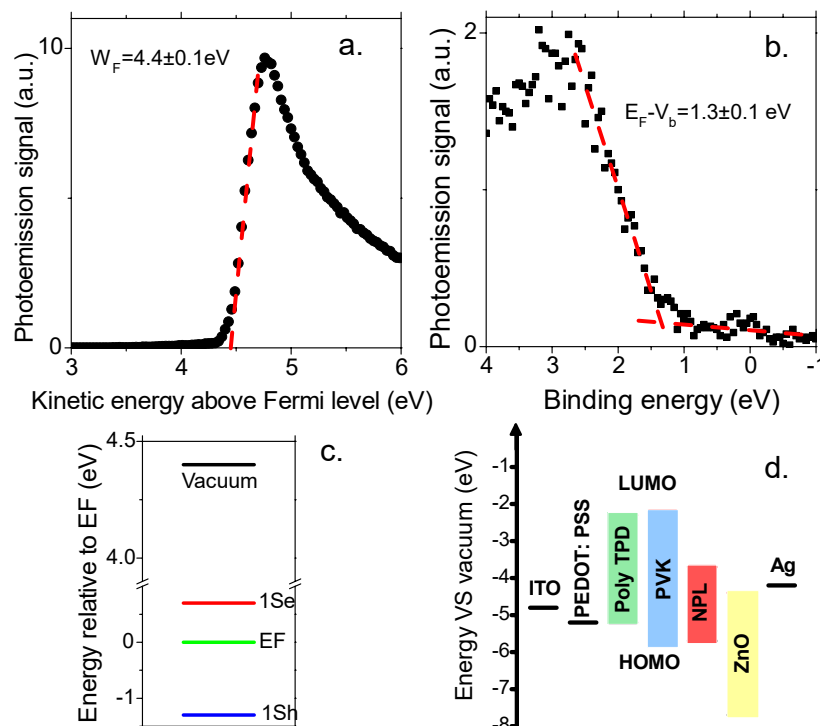 a.
W_F=4.4±0.1eV
10
5
0
3
4
5
6
Photoemission signal (a.u.)
Kinetic energy above Fermi level (eV)
b.
E_F-V_b=1.3±0.1 eV
2
1
0
4
3
2
1
0
-1
Photoemission signal (a.u.)
Binding energy (eV)
c.
4.5
4.0
0
-1
Energy relative to EF (eV)
Vacuum
1Se
EF
1Sh
d.
Energy VS vacuum (eV)
-1
-2
-3
-4
-5
-6
-7
-8
LUMO
HOMO
ITO
PEDOT: PSS
Poly TPD
PVK
NPL
ZnO
Ag